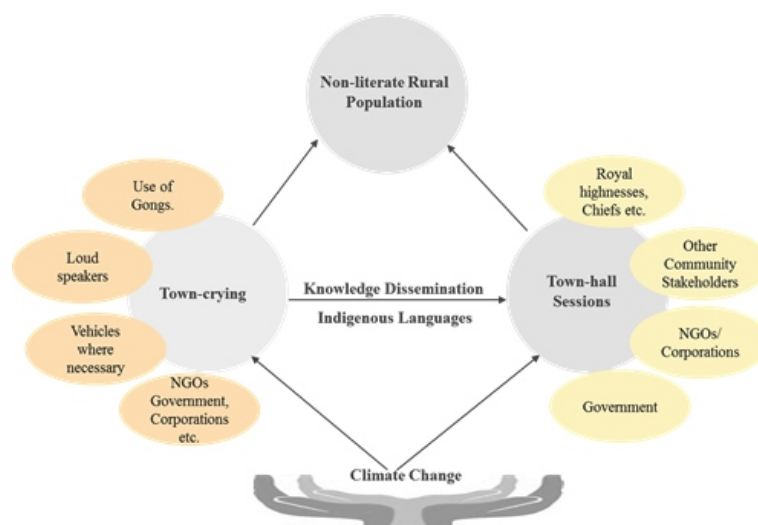 Non-literate Rural
Population
Use of
Gongs.
Loud
speakers
Vehicles
where
necessary
NGOs
Government,
Corporations
etc.
Town-crying
Knowledge Dissemination
Indigenous Languages
Royal
highnesses,
Chiefs etc.
Other
Community
Stakeholders
Town-hall
Sessions
NGOs/
Corporations
Government
Climate Change